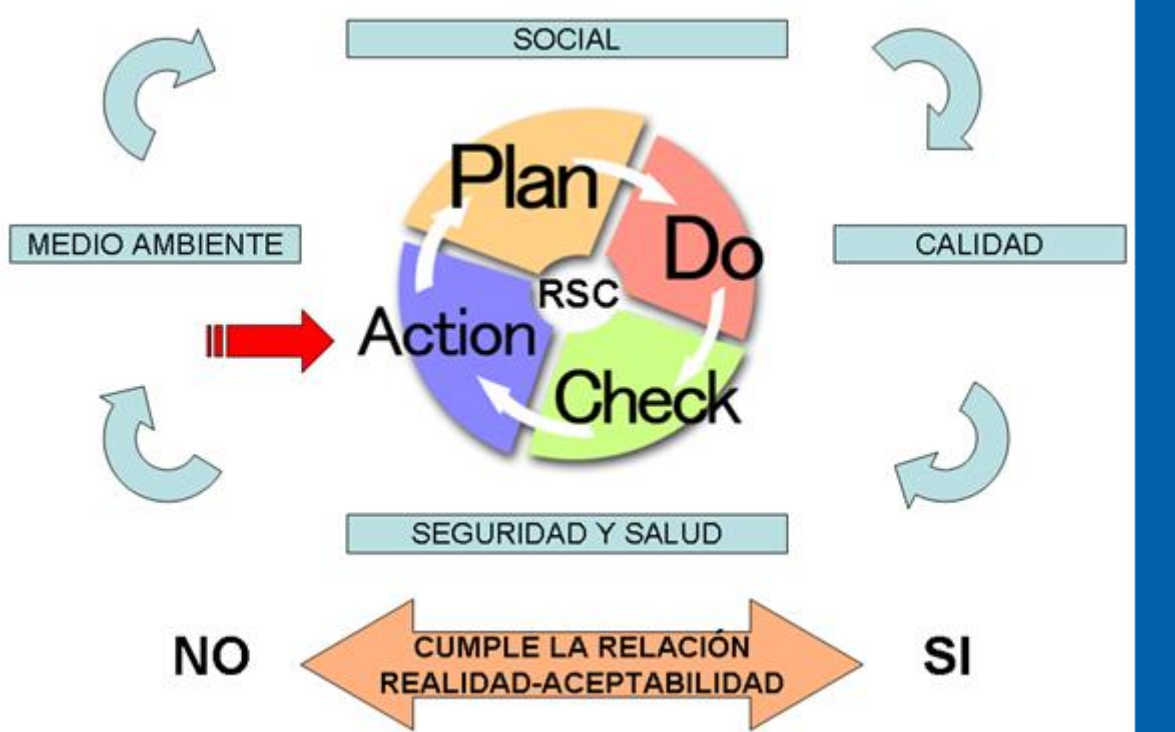 SOCIAL
Plan
Do
MEDIO AMBIENTE
CALIDAD
RSC
Action
Check
SEGURIDAD Y SALUD
NO
CUMPLE LA RELACIÓN
REALIDAD-ACEPTABILIDAD
SI